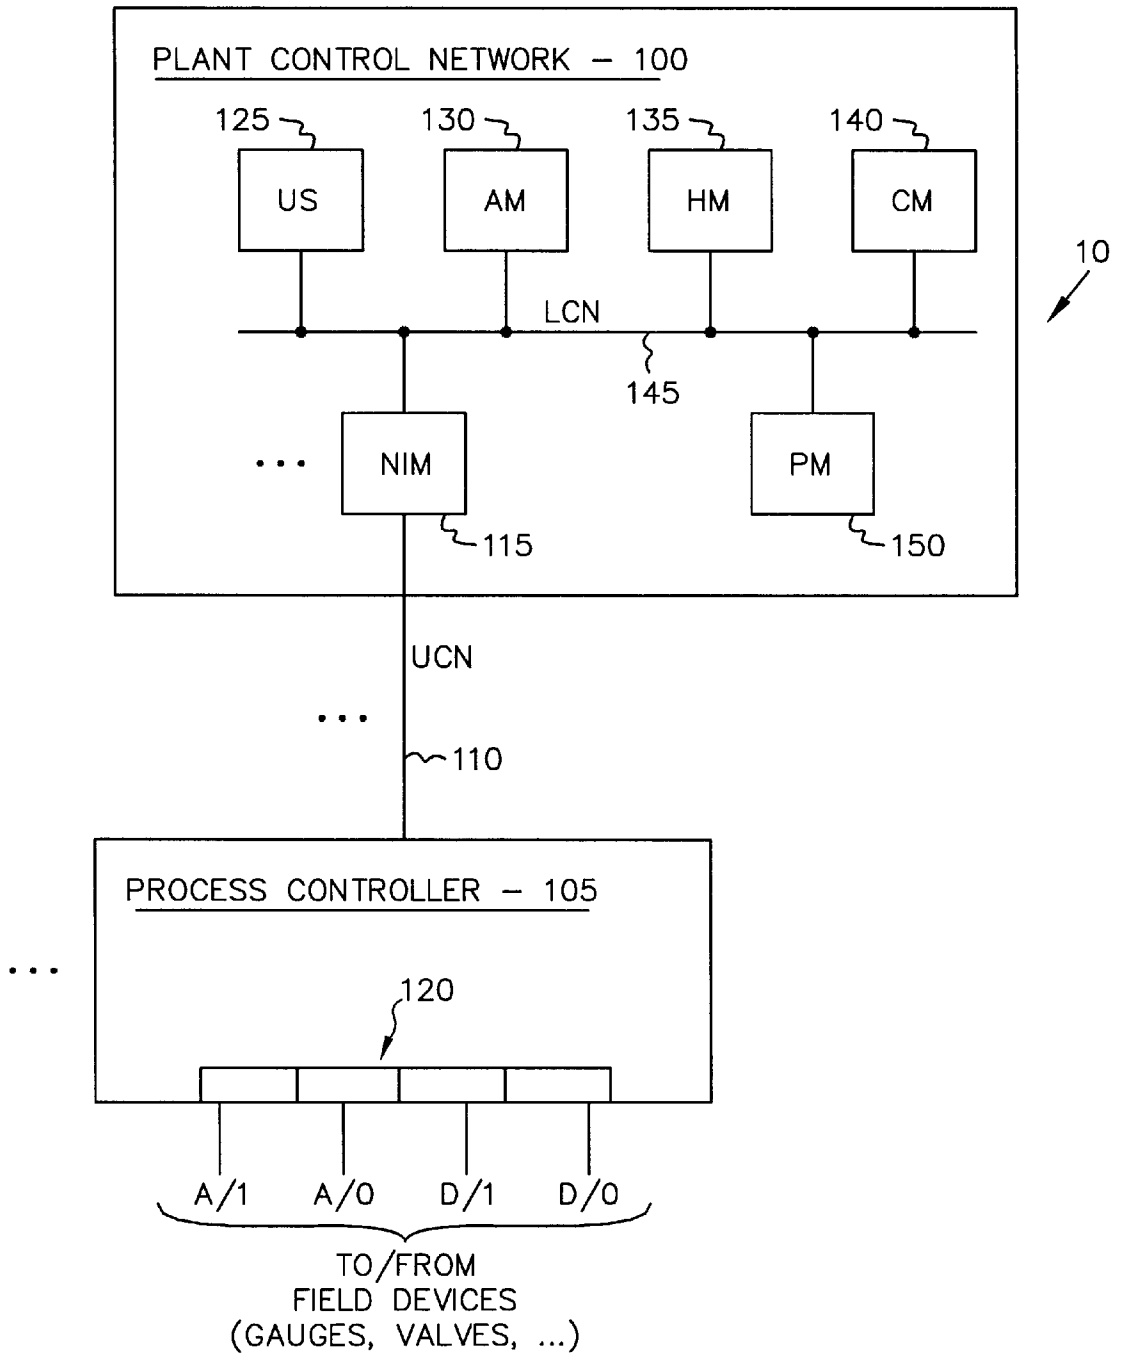 PLANT CONTROL NETWORK – 100
125
130
135
140
US
AM
HM
CM
10
LCN
145
NIM
PM
115
150
UCN
110
PROCESS CONTROLLER – 105
120
A/1
A/0
D/1
D/0
TO/FROM
FIELD DEVICES
(GAUGES, VALVES, ...)